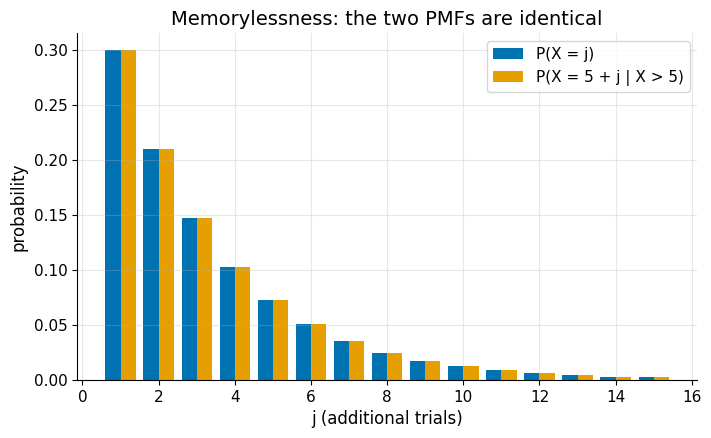 Memorylessness: the two PMFs are identical
P(X = j)
P(X = 5 + j | X > 5)
probability
0.30
0.25
0.20
0.15
0.10
0.05
0.00
0 2 4 6 8 10 12 14 16
j (additional trials)